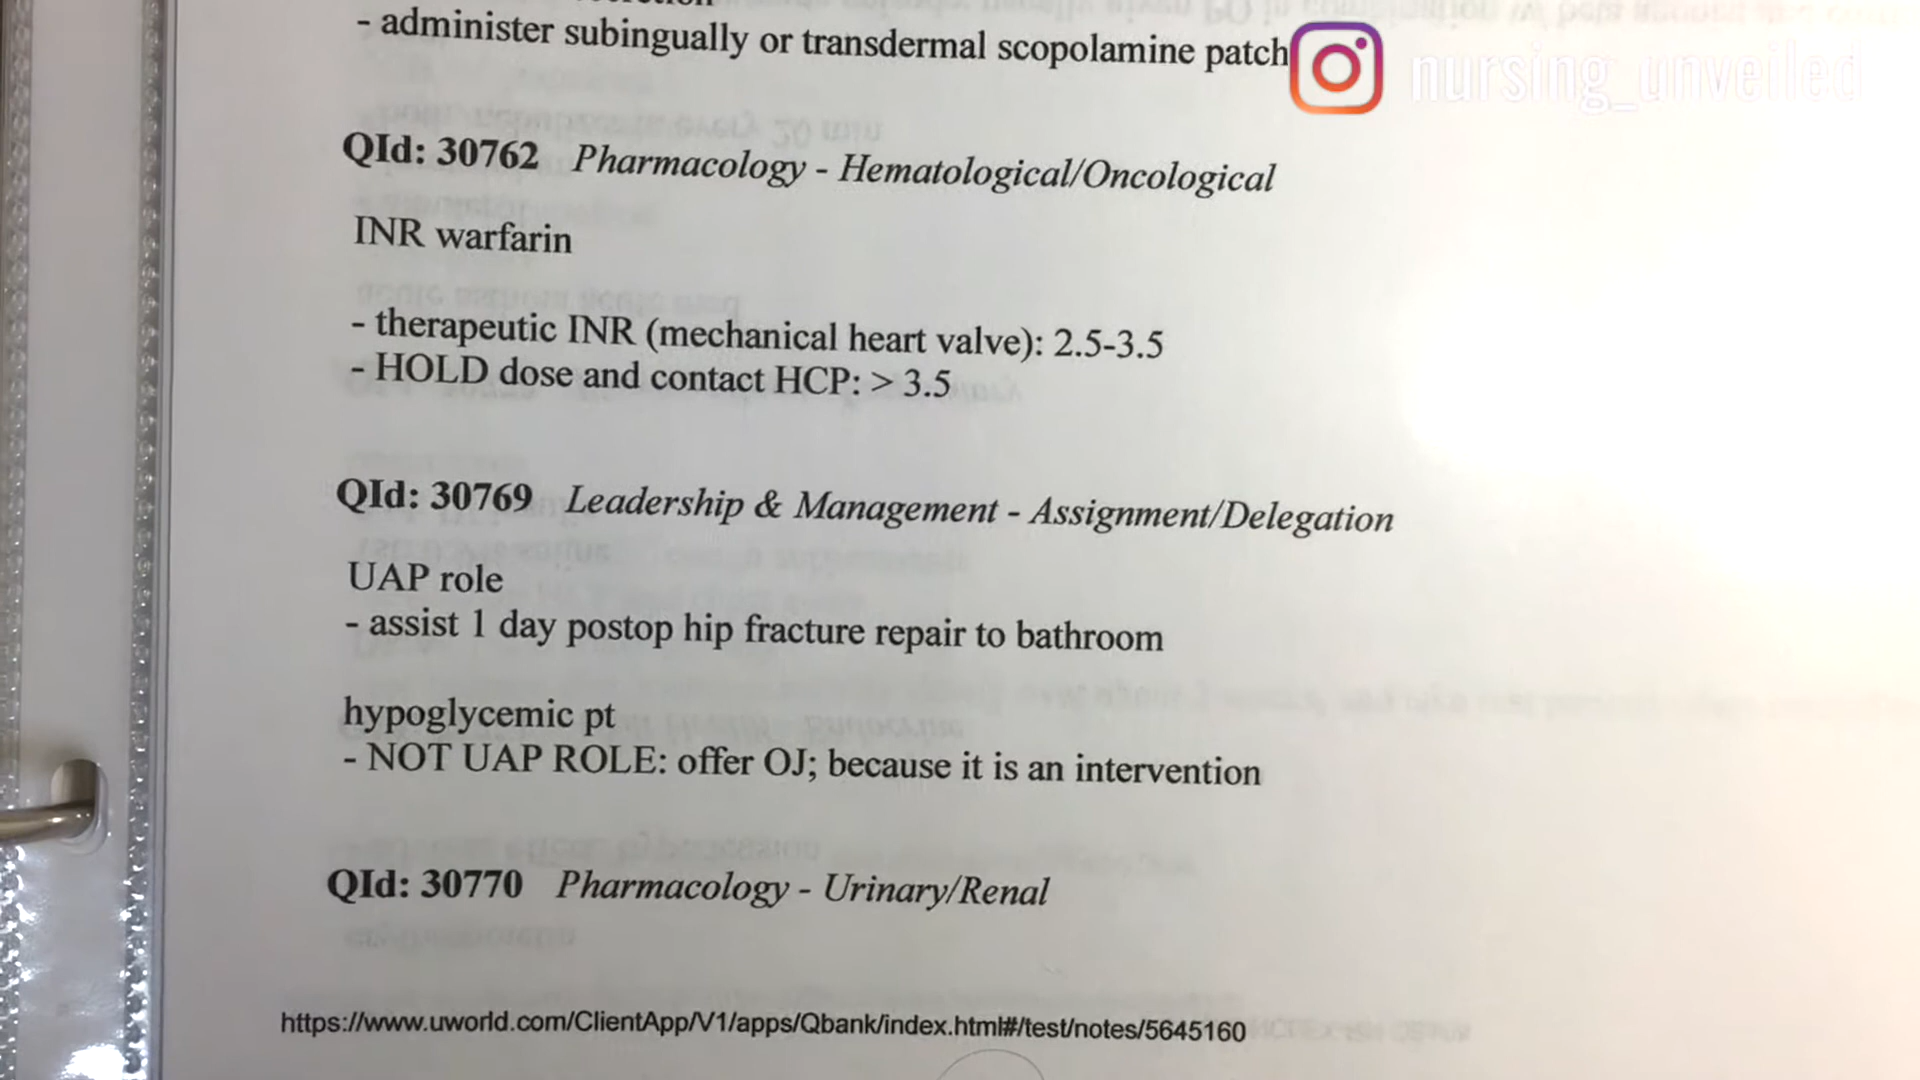 - administer subingually or transdermal scopolamine patch
nursing_unveiled
QId: 30762 Pharmacology - Hematological/Oncological
INR warfarin
- therapeutic INR (mechanical heart valve): 2.5-3.5
- HOLD dose and contact HCP: > 3.5
QId: 30769 Leadership & Management - Assignment/Delegation
UAP role
- assist 1 day postop hip fracture repair to bathroom
hypoglycemic pt
- NOT UAP ROLE: offer OJ; because it is an intervention
QId: 30770 Pharmacology - Urinary/Renal
https://www.uworld.com/ClientApp/V1/apps/Qbank/index.html#/test/notes/5645160